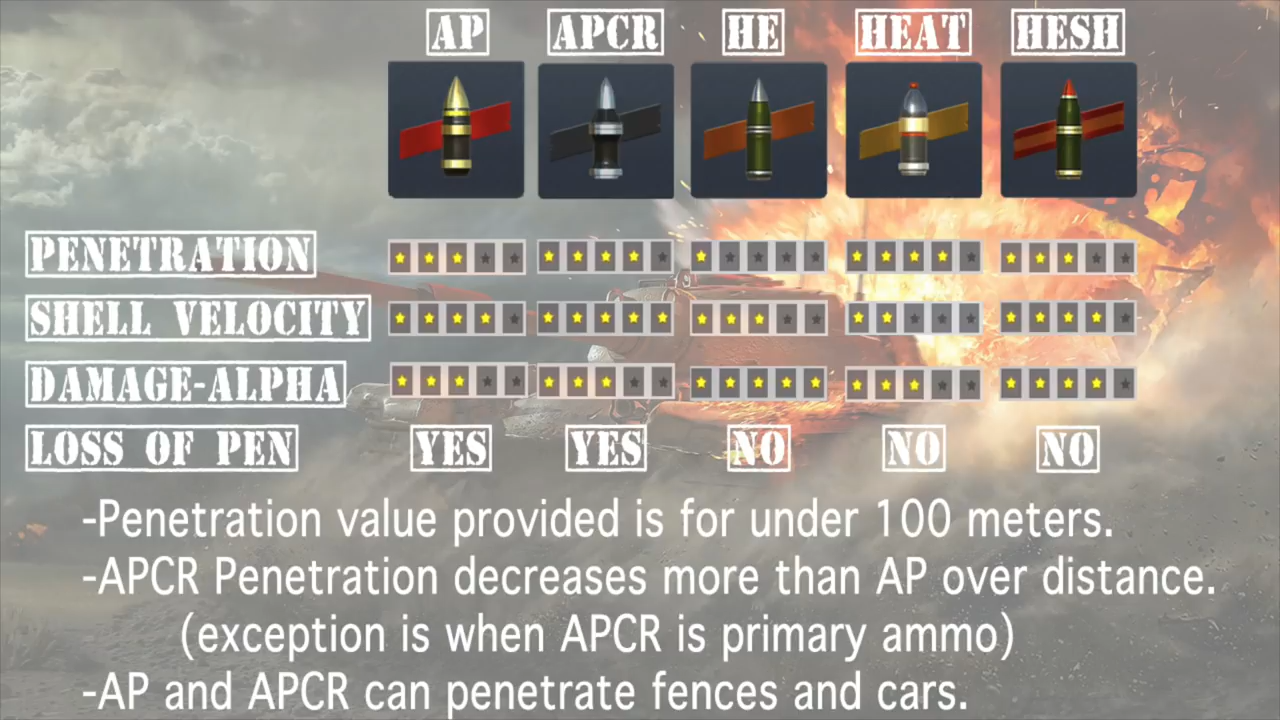 AP APCR HE HEAT HESH
PENETRATION
SHELL VELOCITY
DAMAGE-ALPHA
LOSS OF PEN YES YES NO NO NO
-Penetration value provided is for under 100 meters.
-APCR Penetration decreases more than AP over distance.
(exception is when APCR is primary ammo)
-AP and APCR can penetrate fences and cars.